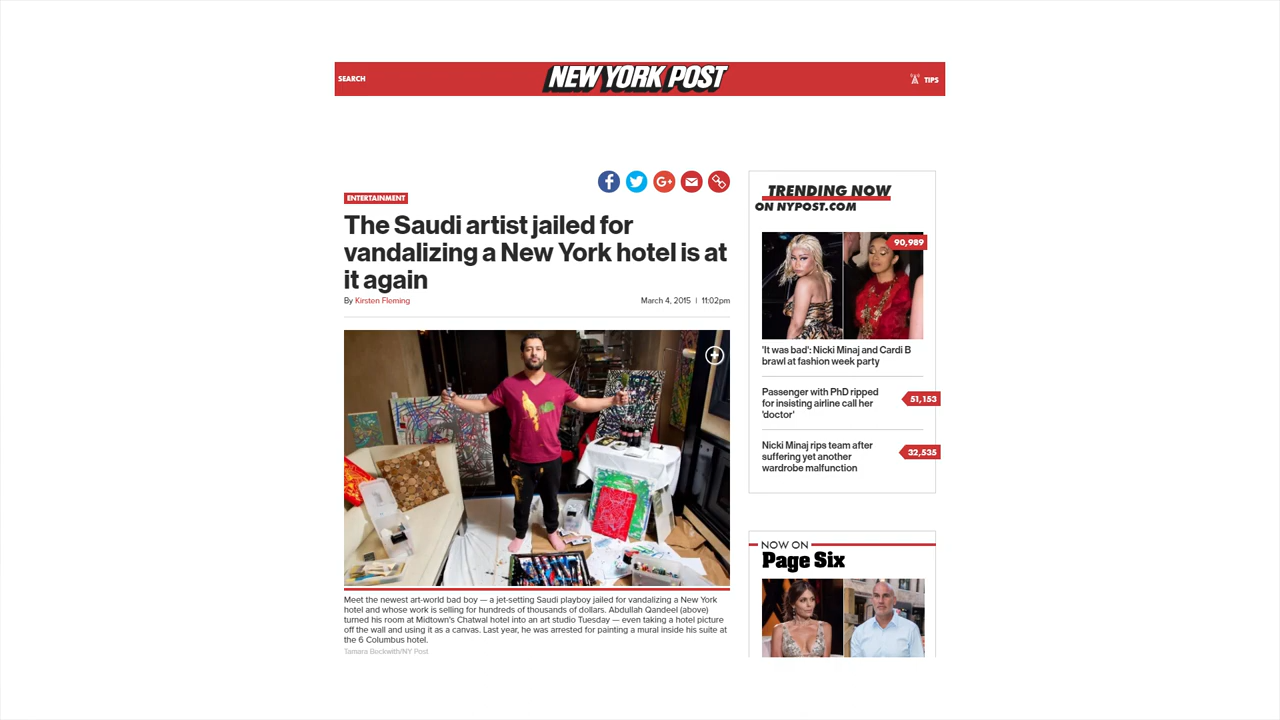 SEARCH
NEW YORK POST
TIPS
ENTERTAINMENT
The Saudi artist jailed for
vandalizing a New York hotel is at
it again
By Kirsten Fleming
March 4, 2015 | 11:02pm
Meet the newest art-world bad boy — a jet-setting Saudi playboy jailed for vandalizing a New York
hotel and whose work is selling for hundreds of thousands of dollars. Abdullah Qandeel (above)
turned his room at Midtown's Chatwal hotel into an art studio Tuesday — even taking a hotel picture
off the wall and using it as a canvas. Last year, he was arrested for painting a mural inside his suite at
the 6 Columbus hotel.
Tamara Beckwith/NY Post
TRENDING NOW
ON NYPOST.COM
90,989
'It was bad': Nicki Minaj and Cardi B
brawl at fashion week party
Passenger with PhD ripped
for insisting airline call her
'doctor'
51,153
Nicki Minaj rips team after
suffering yet another
wardrobe malfunction
32,535
NOW ON
Page Six